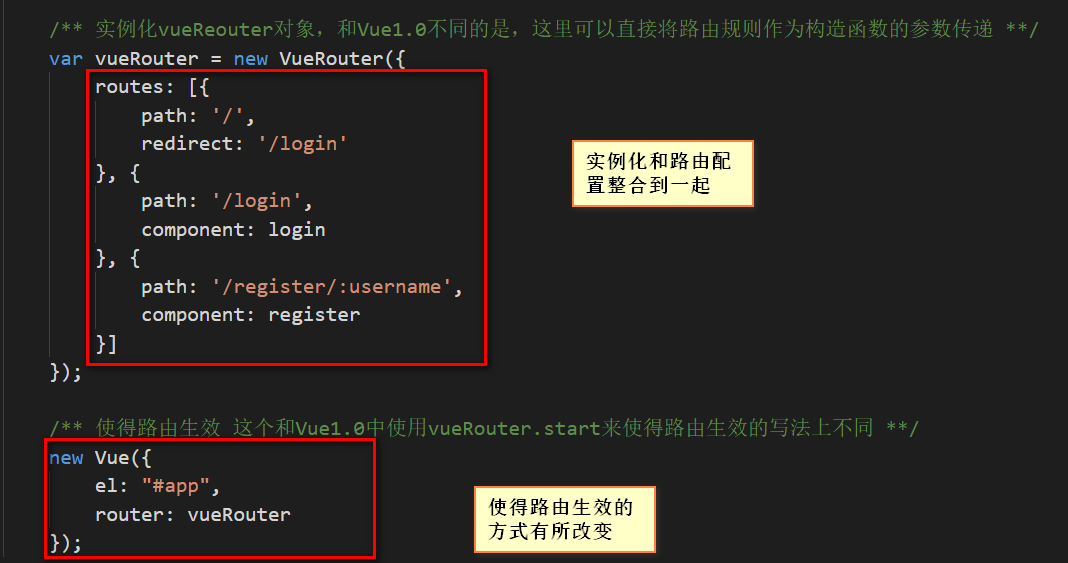 /** 实例化vueReouter对象，和Vue1.0不同的是，这里可以直接将路由规则作为构造函数的参数传递 **/
var vueRouter = new VueRouter({
routes: [{
path: '/',
redirect: '/login'
}, {
path: '/login',
component: login
}, {
path: '/register/:username',
component: register
}]
});
实例化和路由配
置整合到一起
/** 使得路由生效 这个和Vue1.0中使用vueRouter.start来使得路由生效的写法上不同 **/
new Vue({
el: "#app",
router: vueRouter
});
使得路由生效的
方式有所改变